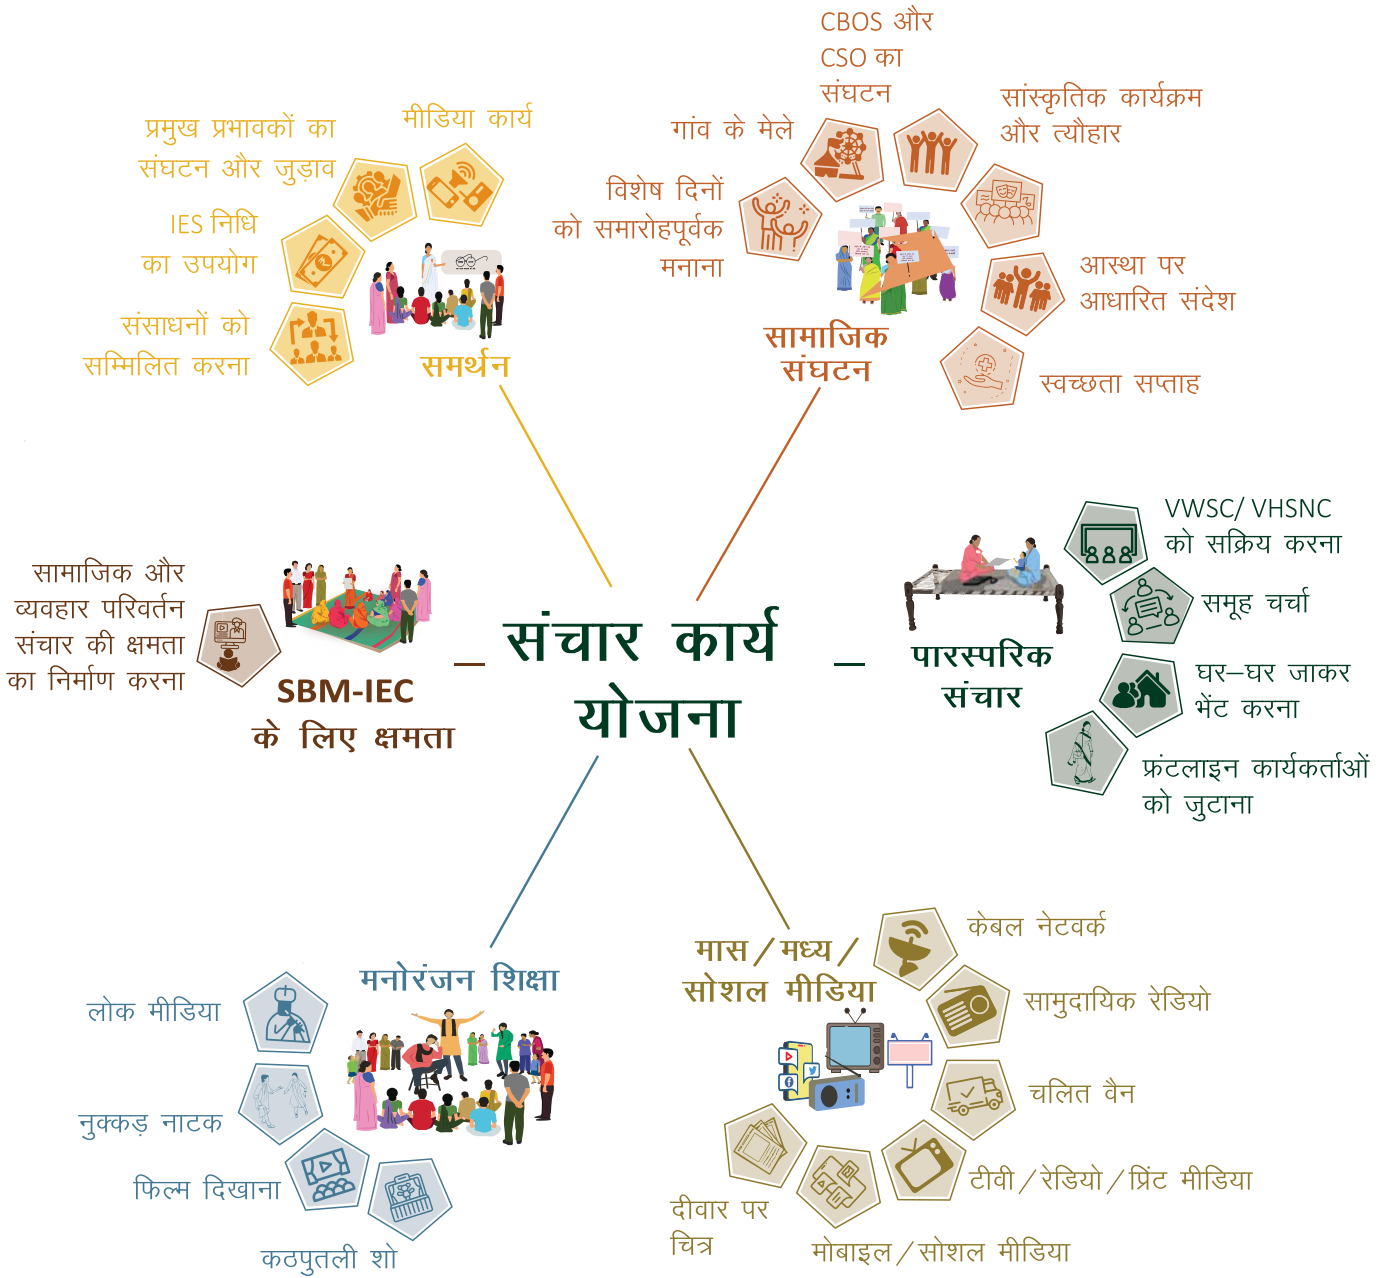 CBOS और
CSO का
संघटन
सांस्कृतिक कार्यक्रम
और त्यौहार
गांव के मेले
विशेष दिनों
को समारोहपूर्वक
मनाना
आस्था पर
आधारित संदेश
स्वच्छता सप्ताह
सामाजिक
संघटन
मीडिया कार्य
प्रमुख प्रभावकों का
संघटन और जुड़ाव
IES निधि
का उपयोग
संसाधनों को
सम्मिलित करना
समर्थन
संचार कार्य
योजना
सामाजिक और
व्यवहार परिवर्तन
संचार की क्षमता
का निर्माण करना
SBM-IEC
के लिए क्षमता
VWSC/ VHSNC
को सक्रिय करना
समूह चर्चा
घर–घर जाकर
भेंट करना
फ्रंटलाइन कार्यकर्ताओं
को जुटाना
पारस्परिक
संचार
मनोरंजन शिक्षा
लोक मीडिया
नुक्कड़ नाटक
फिल्म दिखाना
कठपुतली शो
मास/मध्य/
सोशल मीडिया
केबल नेटवर्क
सामुदायिक रेडियो
चलित वैन
टीवी/रेडियो/प्रिंट मीडिया
मोबाइल/सोशल मीडिया
दीवार पर
चित्र